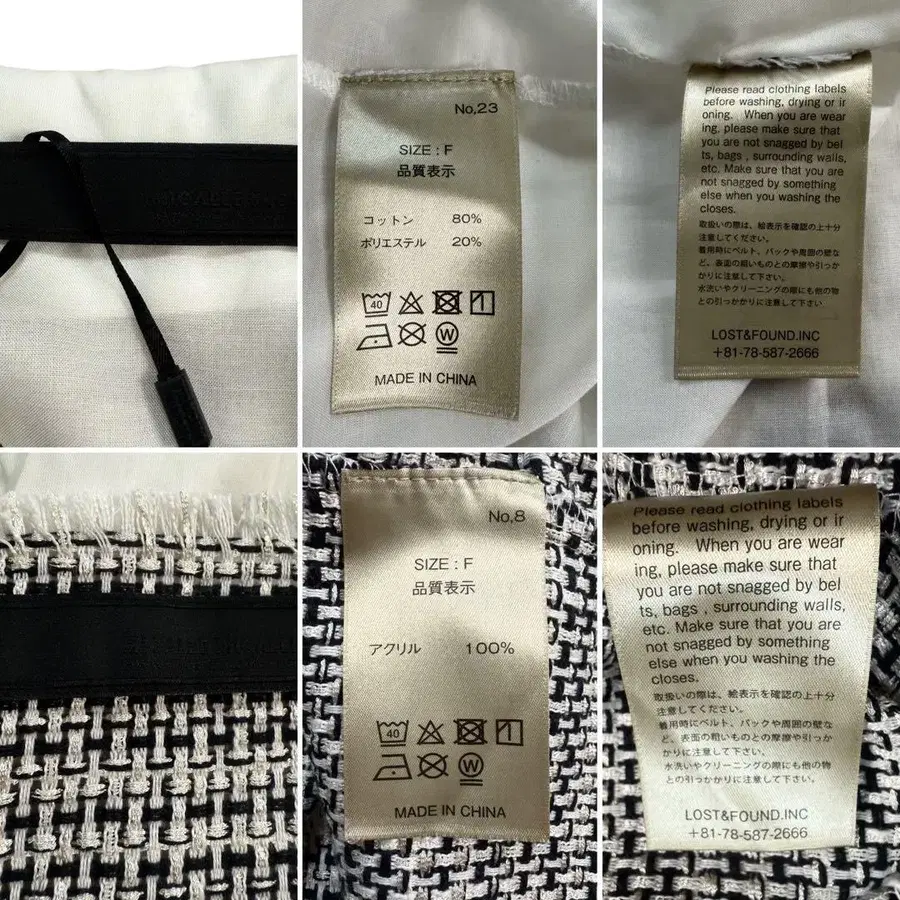 No,23
SIZE : F
品質表示
コットン 80%
ポリエステル 20%
40
W
MADE IN CHINA
Please read clothing labels
before washing, drying or ir
oning. When you are wear
ing, please make sure that
you are not snagged by bel
ts, bags , surrounding walls,
etc. Make sure that you are
not snagged by something
else when you washing the
closes.
取扱いの際は、絵表示を確認の上十分
注意してください。
着用時にベルト、バックや周囲の壁な
ど、表面の粗いものとの摩擦や引っか
かりに注意して下さい。
水洗いやクリーニングの際にも他の物
との引っかかりに注意して下さい
LOST&FOUND.INC
+81-78-587-2666
No,8
SIZE : F
品質表示
アクリル 100%
40
W
MADE IN CHINA
Please read clothing labels
before washing, drying or ir
oning. When you are wear
ing, please make sure that
you are not snagged by bel
ts, bags , surrounding walls,
etc. Make sure that you are
not snagged by something
else when you washing the
closes.
取扱いの際は、絵表示を確認の上十分
注意してください。
着用時にベルト、バックや周囲の壁な
ど、表面の粗いものとの摩擦や引っか
かりに注意して下さい。
水洗いやクリーニングの際にも他の物
との引っかかりに注意して下さい。
LOST&FOUND.INC
+81-78-587-2666